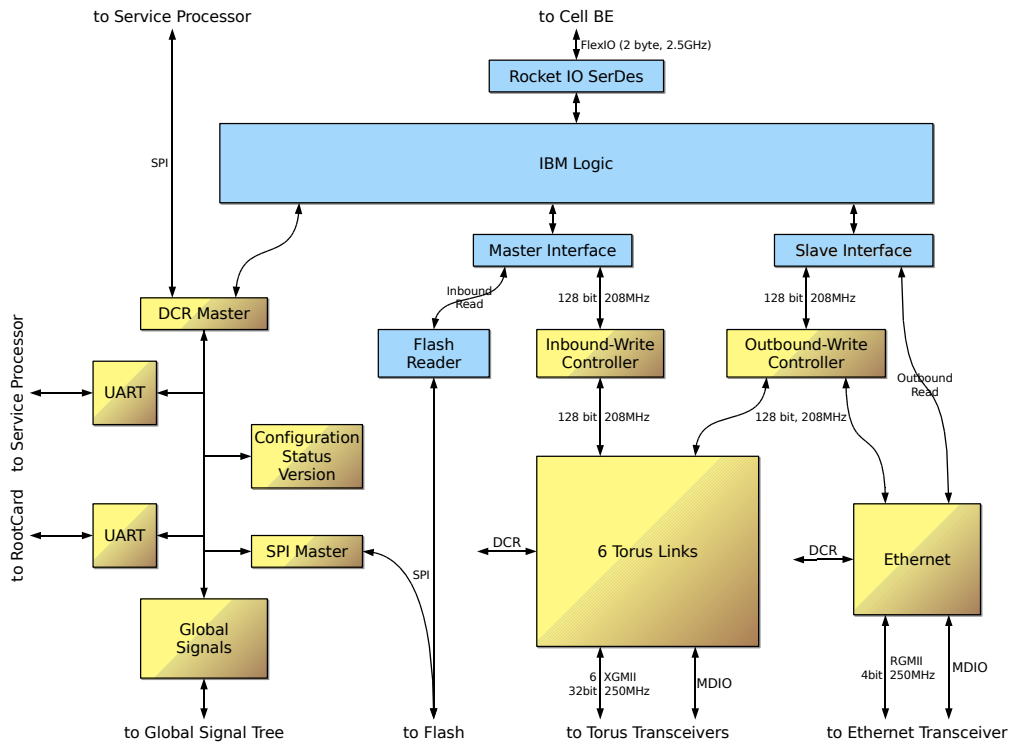 to Service Processor
to Cell BE
FlexIO (2 byte, 2.5GHz)
Rocket IO SerDes
SPI
IBM Logic
Master Interface
Slave Interface
Inbound
Read
128 bit 208MHz
128 bit 208MHz
DCR Master
to Service Processor
Flash
Reader
Inbound-Write
Controller
Outbound-Write
Controller
UART
Outbound
Read
128 bit 208MHz
128 bit, 208MHz
Configuration
Status
Version
to RootCard
UART
SPI Master
SPI
DCR
6 Torus Links
DCR
Ethernet
Global
Signals
6 XGMII
32bit 250MHz
MDIO
RGMII
4bit 250MHz
MDIO
to Global Signal Tree
to Flash
to Torus Transceivers
to Ethernet Transceiver